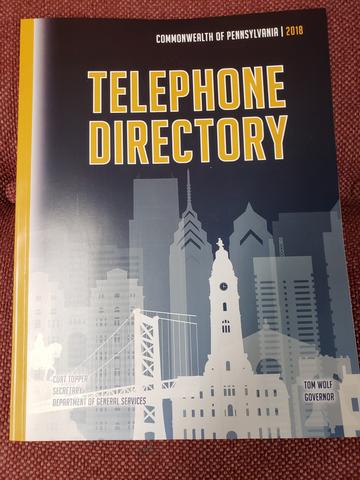 COMMONWEALTH OF PENNSYLVANIA | 2018
TELEPHONE
DIRECTORY
CURT TOPPER
SECRETARY
DEPARTMENT OF GENERAL SERVICES
TOM WOLF
GOVERNOR